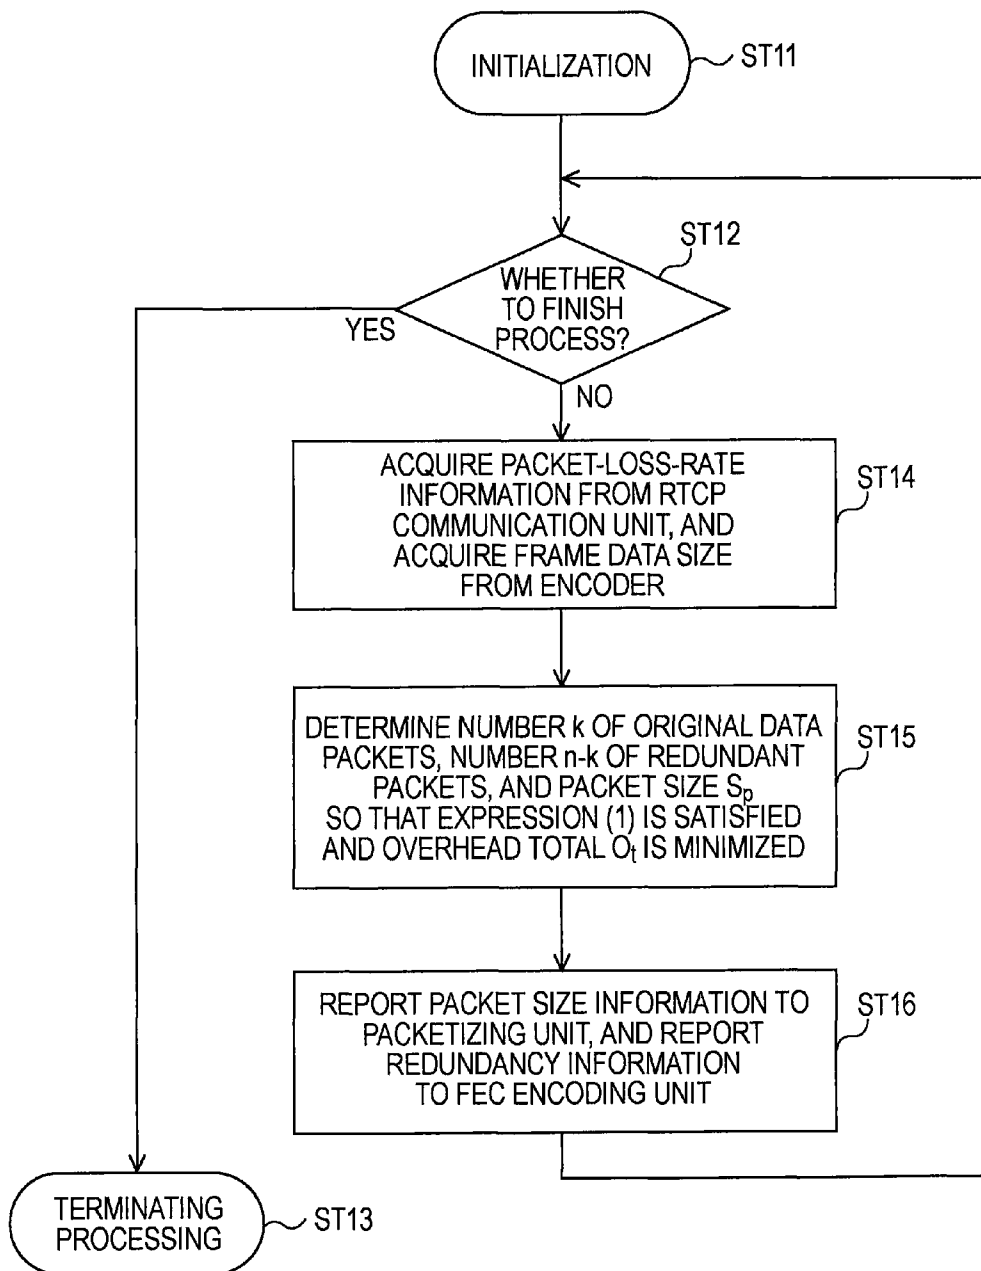 INITIALIZATION
ST11
ST12
WHETHER
TO FINISH
PROCESS?
YES
NO
ACQUIRE PACKET-LOSS-RATE
INFORMATION FROM RTCP
COMMUNICATION UNIT, AND
ACQUIRE FRAME DATA SIZE
FROM ENCODER
ST14
DETERMINE NUMBER k OF ORIGINAL DATA
PACKETS, NUMBER n-k OF REDUNDANT
PACKETS, AND PACKET SIZE Sp
SO THAT EXPRESSION (1) IS SATISFIED
AND OVERHEAD TOTAL Ot IS MINIMIZED
ST15
REPORT PACKET SIZE INFORMATION TO
PACKETIZING UNIT, AND REPORT
REDUNDANCY INFORMATION
TO FEC ENCODING UNIT
ST16
TERMINATING
PROCESSING
ST13